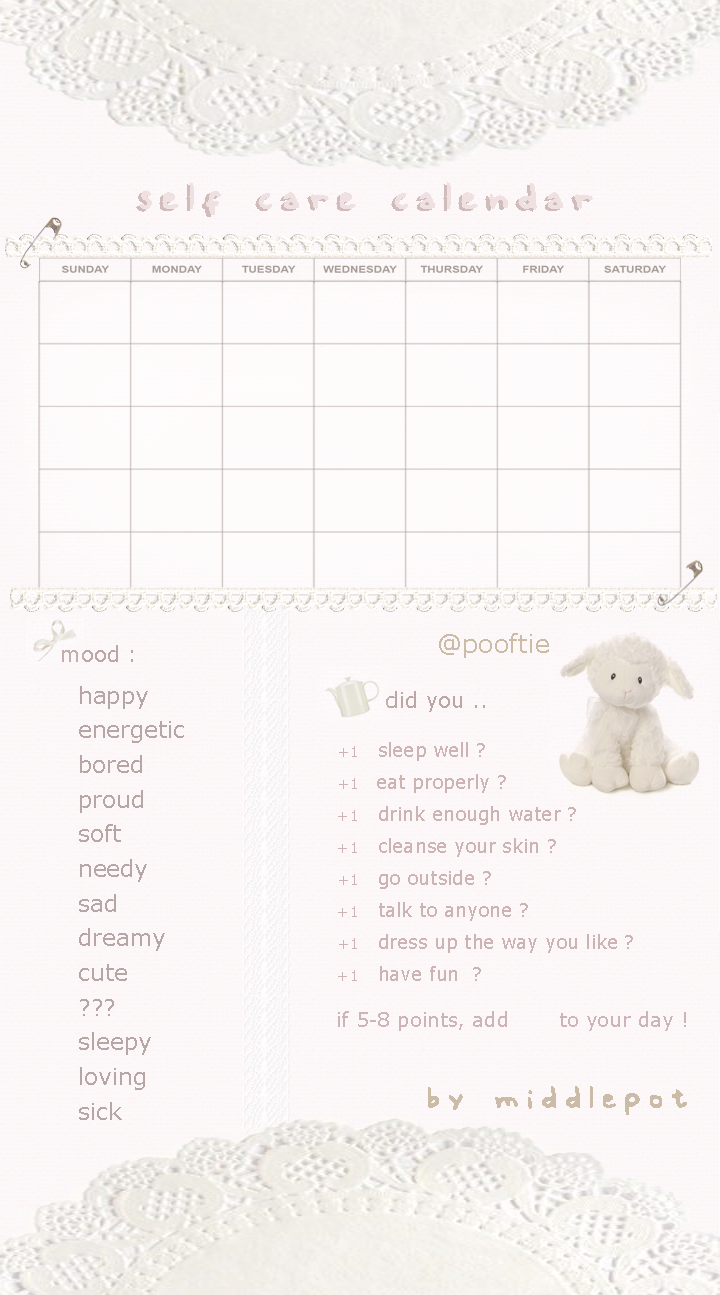 self care calendar
SUNDAY MONDAY TUESDAY WEDNESDAY THURSDAY FRIDAY SATURDAY
mood :
happy
energetic
bored
proud
soft
needy
sad
dreamy
cute
???
sleepy
loving
sick
@pooftie
did you ..
+1 sleep well ?
+1 eat properly ?
+1 drink enough water ?
+1 cleanse your skin ?
+1 go outside ?
+1 talk to anyone ?
+1 dress up the way you like ?
+1 have fun ?
if 5-8 points, add to your day !
by middlepot